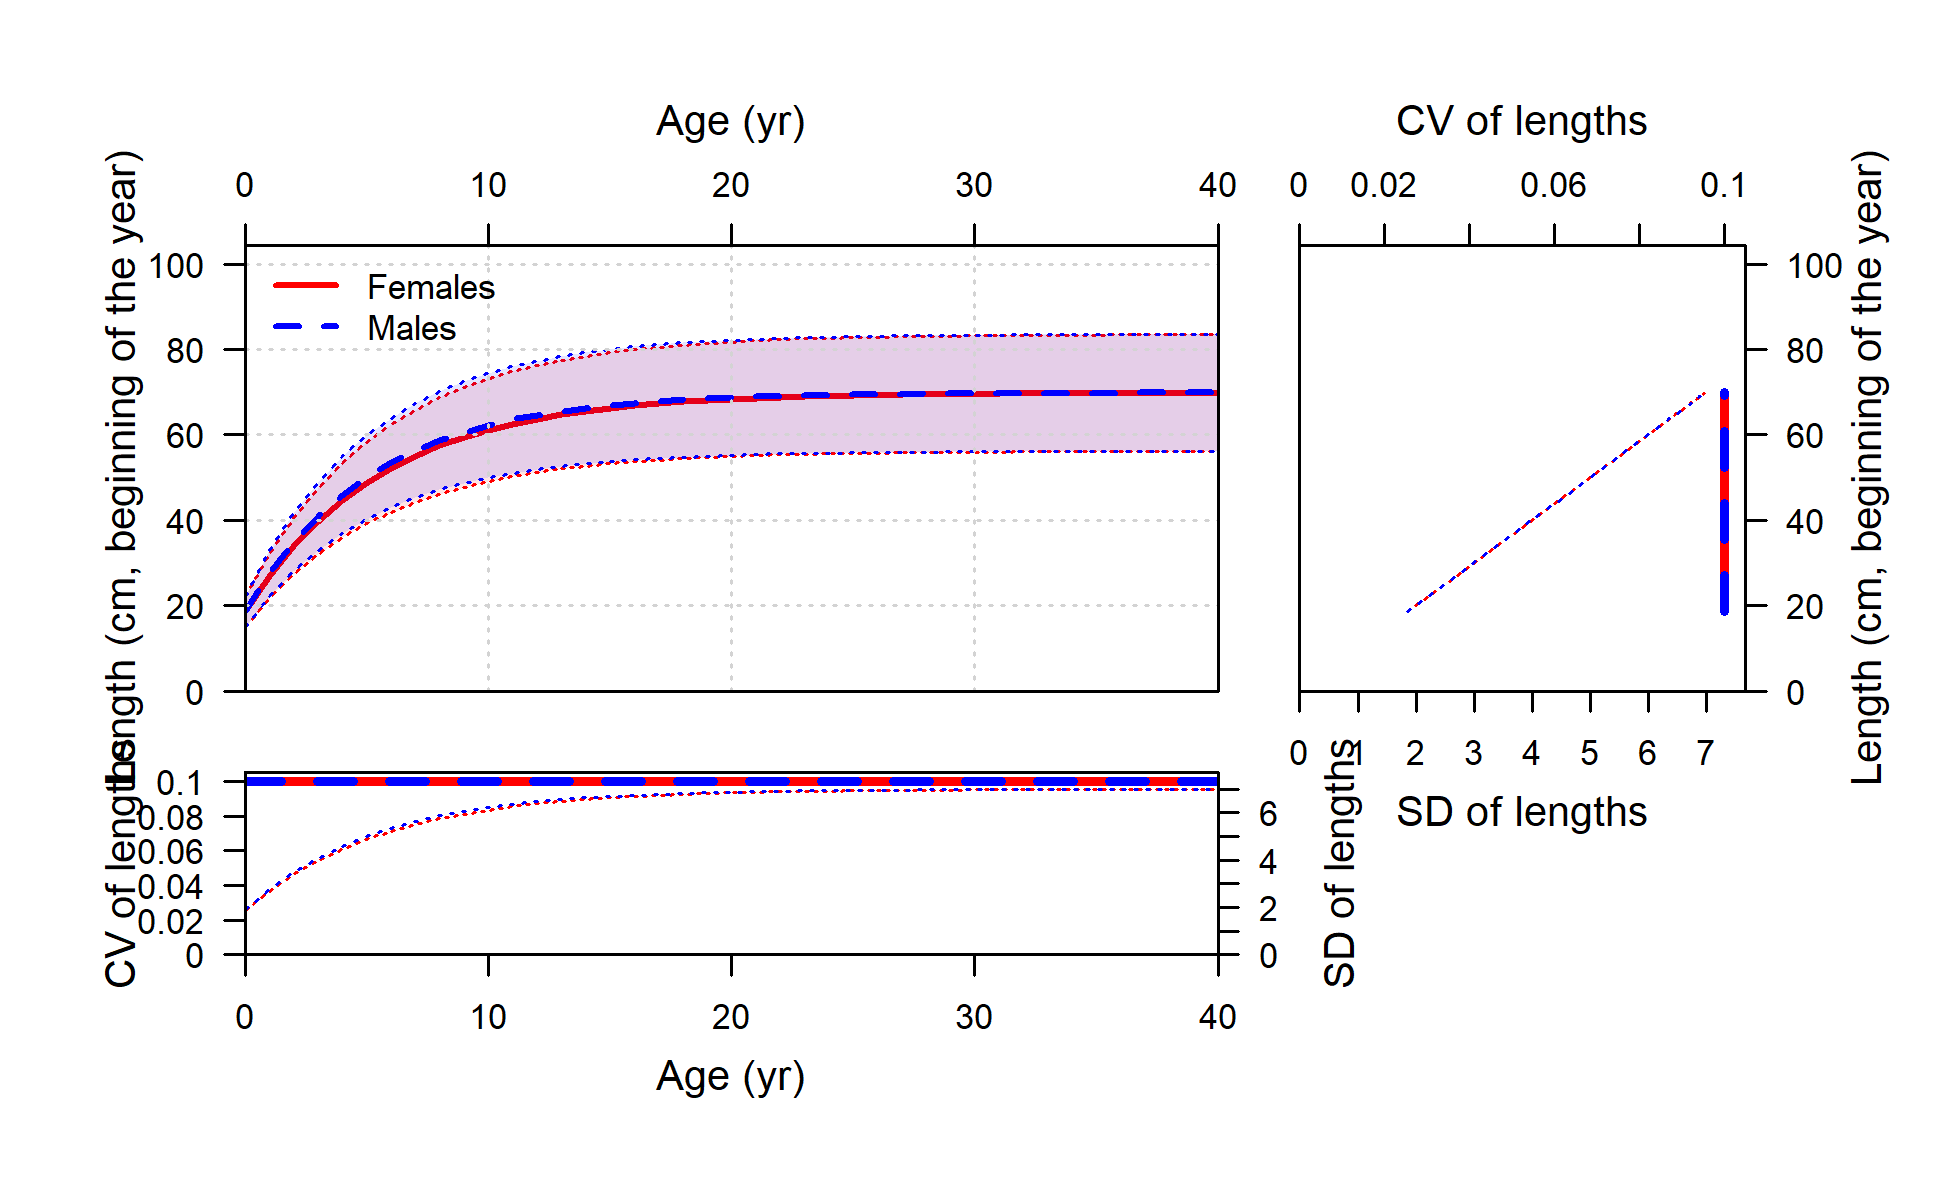 Age (yr)
CV of lengths
0 10 20 30 40
0 0.02 0.06 0.1
Length (cm, beginning of the year)
100
80
60
40
20
0
Females
Males
100
80
60
40
20
0
Length (cm, beginning of the year)
0 1 2 3 4 5 6 7
SD of lengths
CV of lengths
0.1
0.08
0.06
0.04
0.02
0
6
4
2
0
SD of lengths
0 10 20 30 40
Age (yr)